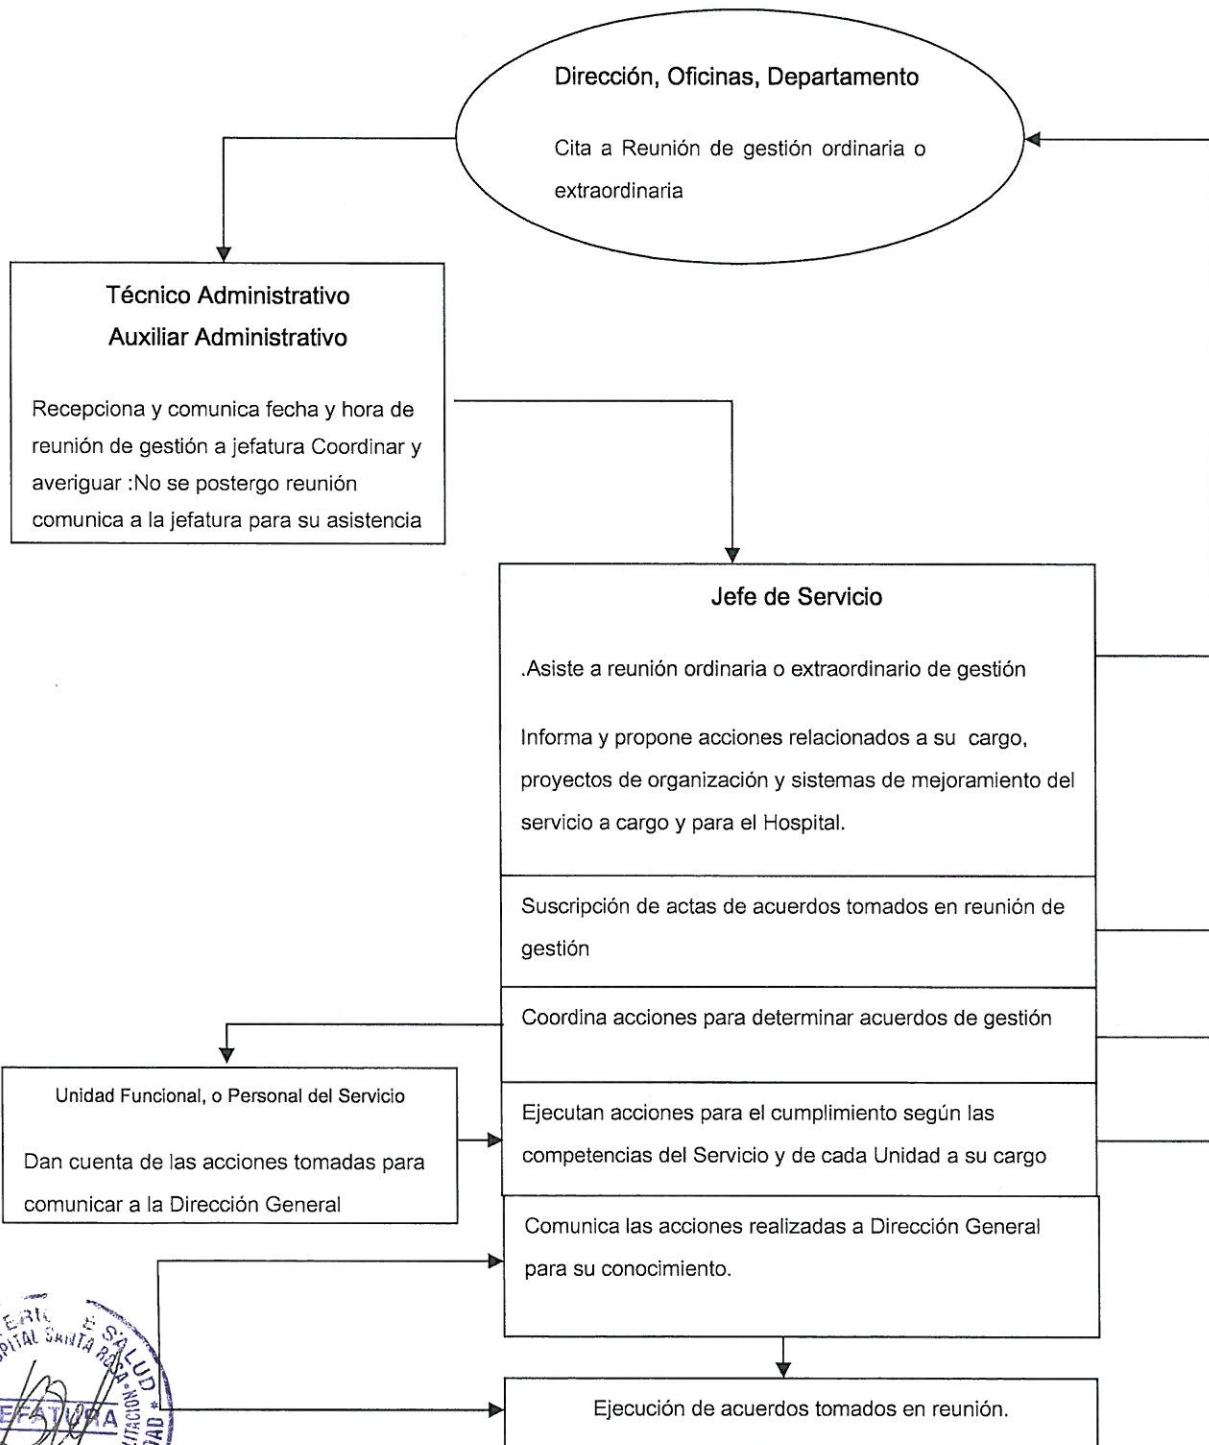 Dirección, Oficinas, Departamento
Cita a Reunión de gestión ordinaria o
extraordinaria
Técnico Administrativo
Auxiliar Administrativo
Recepciona y comunica fecha y hora de
reunión de gestión a jefatura Coordinar y
averiguar :No se postergo reunión
comunica a la jefatura para su asistencia
Jefe de Servicio
.Asiste a reunión ordinaria o extraordinario de gestión
Informa y propone acciones relacionados a su cargo,
proyectos de organización y sistemas de mejoramiento del
servicio a cargo y para el Hospital.
Suscripción de actas de acuerdos tomados en reunión de
gestión
Coordina acciones para determinar acuerdos de gestión
Unidad Funcional, o Personal del Servicio
Dan cuenta de las acciones tomadas para
comunicar a la Dirección General
Ejecutan acciones para el cumplimiento según las
competencias del Servicio y de cada Unidad a su cargo
Comunica las acciones realizadas a Dirección General
para su conocimiento.
Ejecución de acuerdos tomados en reunión.
SALUD
SANTA ROSA